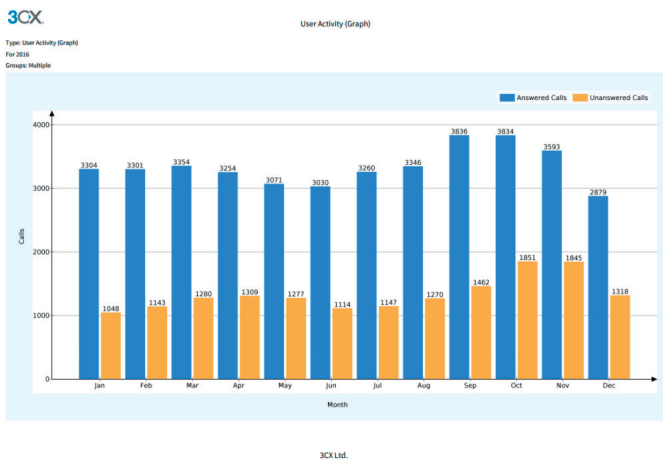 3CX
User Activity (Graph)
Type: User Activity (Graph)
For 2016
Groups: Multiple
Answered Calls Unanswered Calls
4000
3000
2000
1000
0
Calls
3304 1048
3301 1143
3354 1280
3254 1309
3071 1277
3030 1114
3260 1147
3346 1270
3836 1462
3834 1851
3593 1845
2879 1318
Jan Feb Mar Apr May Jun Jul Aug Sep Oct Nov Dec
Month
3CX Ltd.